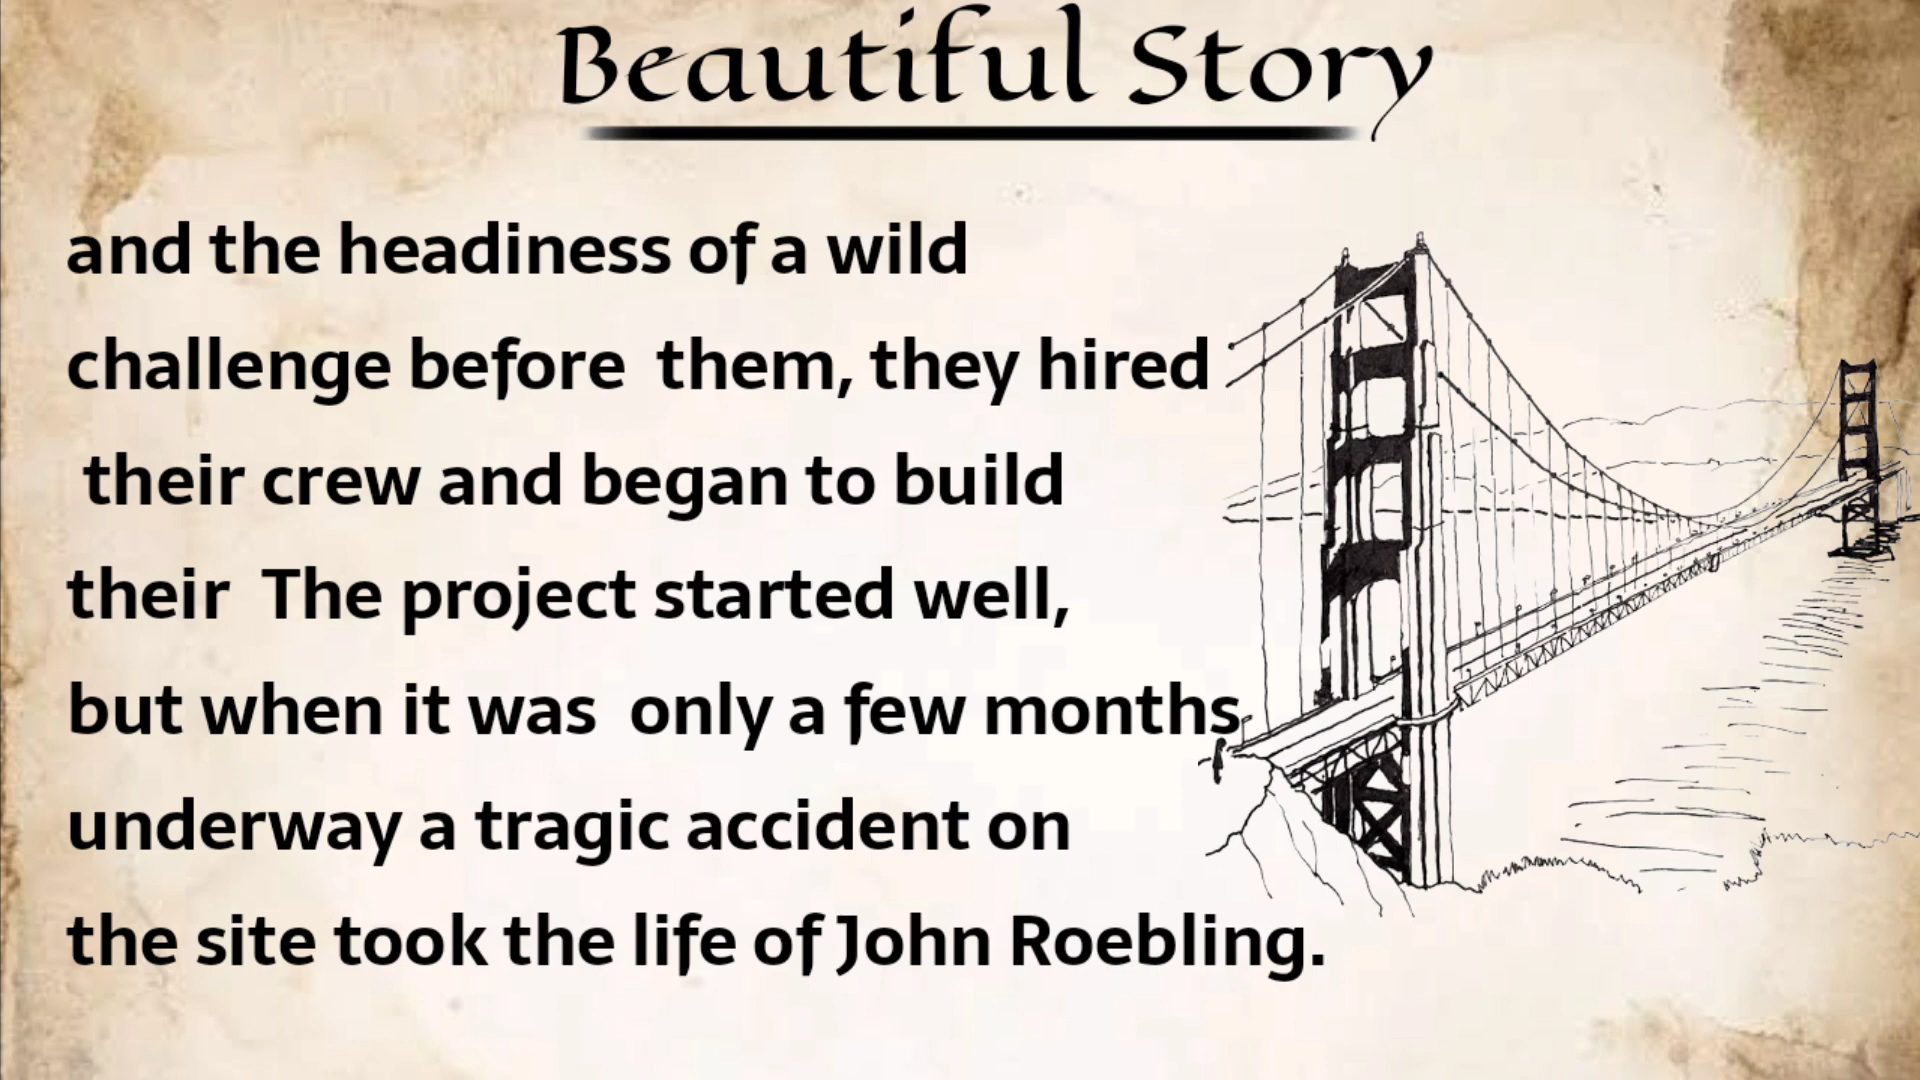 Beautiful Story
and the headiness of a wild
challenge before them, they hired
their crew and began to build
their The project started well,
but when it was only a few months
underway a tragic accident on
the site took the life of John Roebling.